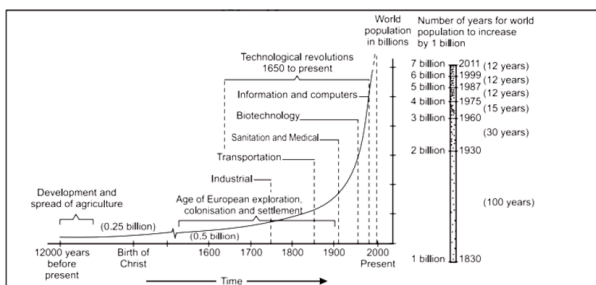 World
population
in billions
Number of years for world
population to increase
by 1 billion
Technological revolutions
1650 to present
Information and computers
Biotechnology
Sanitation and Medical
Transportation
Industrial
Development and
spread of agriculture
Age of European exploration,
colonisation and settlement
(0.25 billion)
(0.5 billion)
7 billion 2011 (12 years)
6 billion 1999 (12 years)
5 billion 1987 (12 years)
4 billion 1975 (15 years)
3 billion 1960
(30 years)
2 billion 1930
(100 years)
1 billion 1830
12000 years
before
present
Birth of
Christ
1600 1700 1800 1900 2000
Present
Time